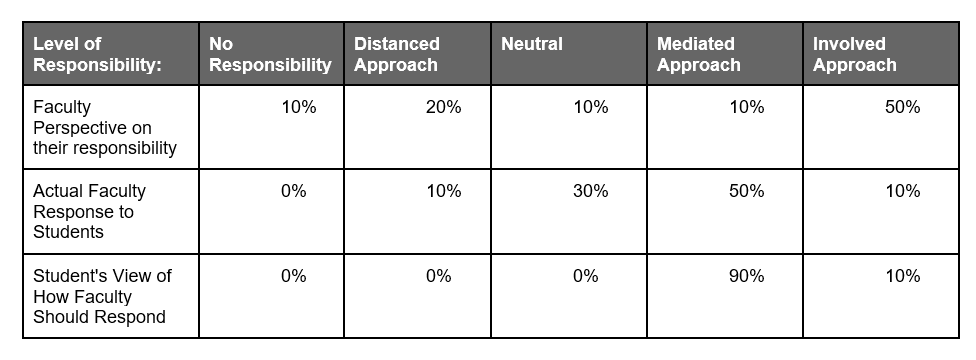 Level of Responsibility:
No Responsibility
Distanced Approach
Neutral
Mediated Approach
Involved Approach
Faculty Perspective on their responsibility
10%
20%
10%
10%
50%
Actual Faculty Response to Students
0%
10%
30%
50%
10%
Student's View of How Faculty Should Respond
0%
0%
0%
90%
10%